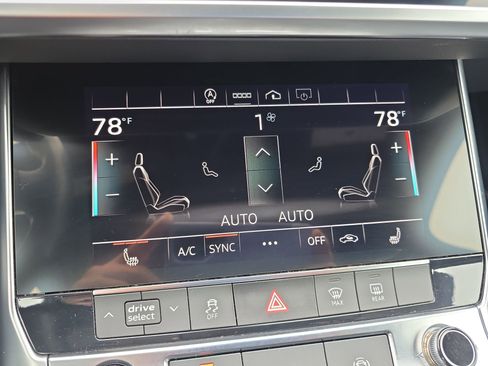 A
OFF
78°F 1 78°F
+ +
− −
AUTO AUTO
A/C SYNC ••• OFF
drive
select
OFF
MAX
REAR